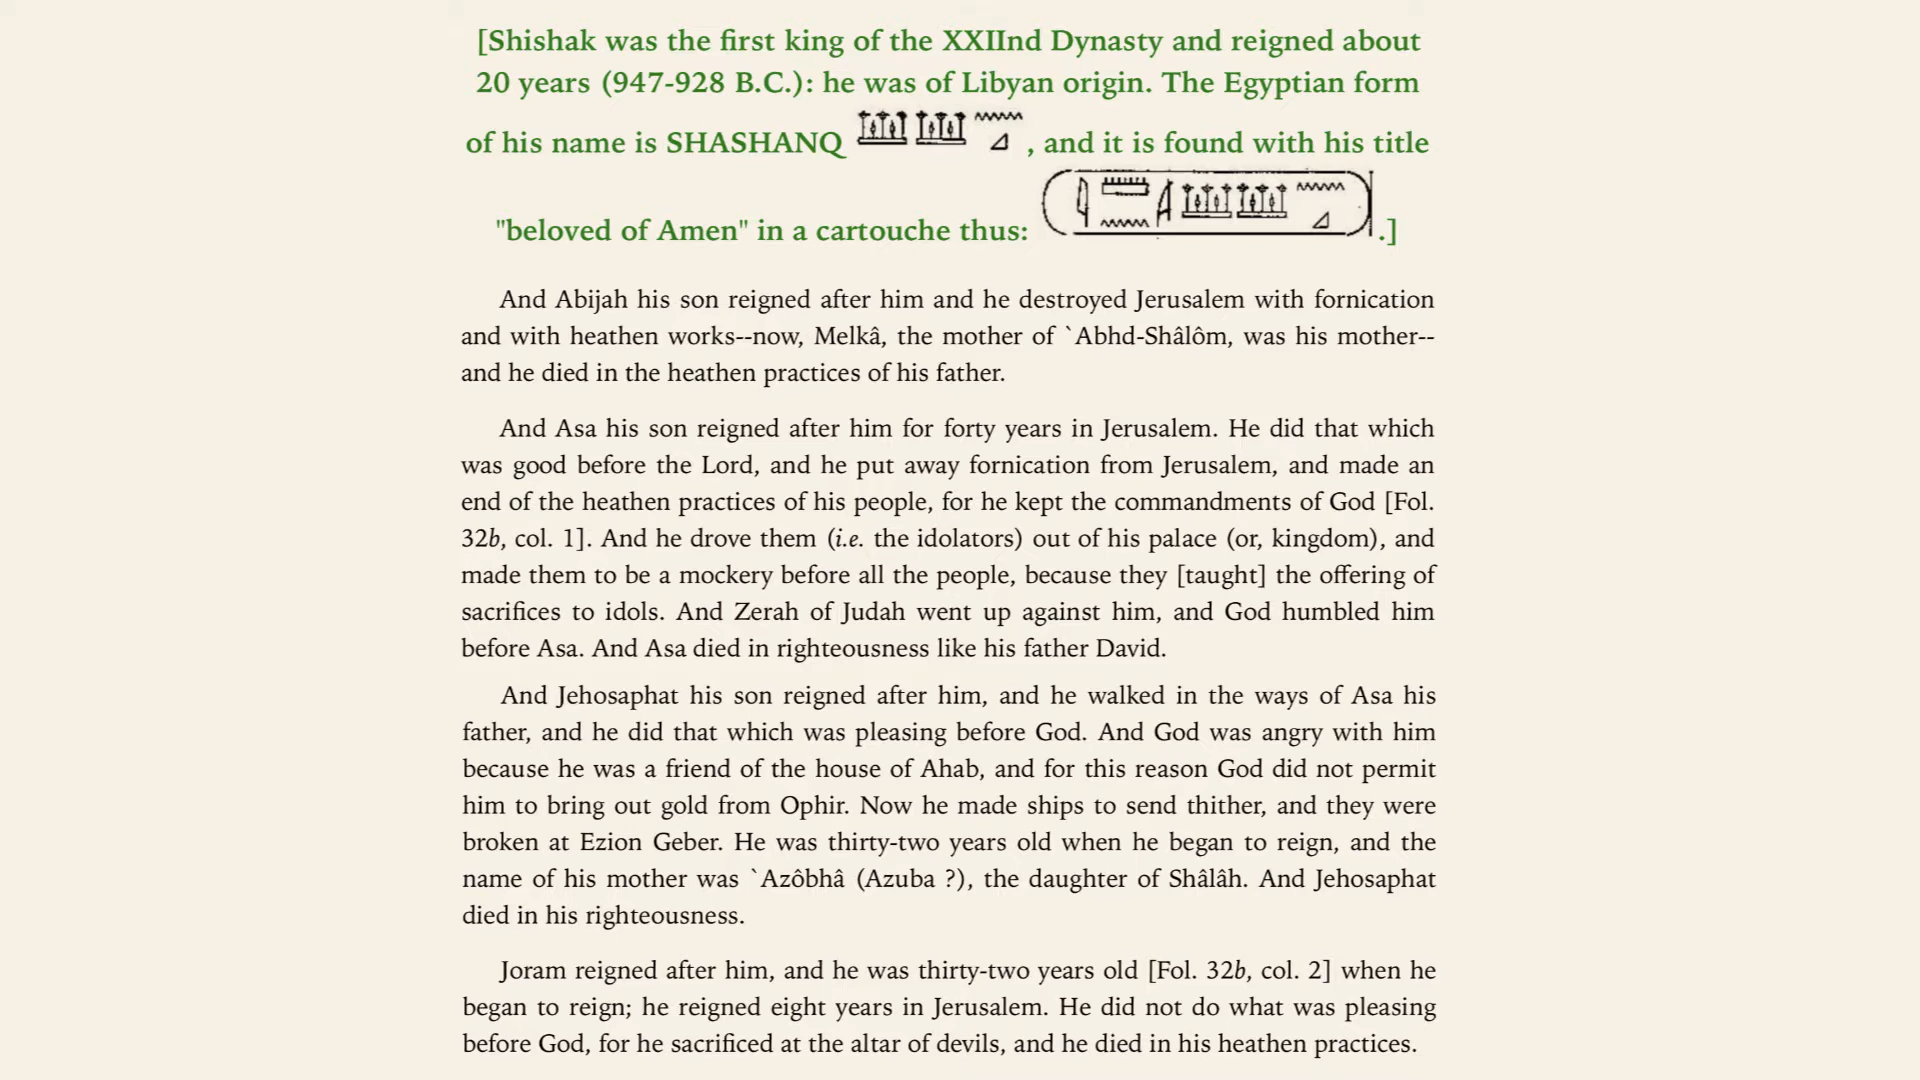 [Shishak was the first king of the XXIInd Dynasty and reigned about
20 years (947-928 B.C.): he was of Libyan origin. The Egyptian form
of his name is SHASHANQ , and it is found with his title
"beloved of Amen" in a cartouche thus: .]
And Abijah his son reigned after him and he destroyed Jerusalem with fornication
and with heathen works--now, Melkâ, the mother of `Abhd-Shâlôm, was his mother--
and he died in the heathen practices of his father.
And Asa his son reigned after him for forty years in Jerusalem. He did that which
was good before the Lord, and he put away fornication from Jerusalem, and made an
end of the heathen practices of his people, for he kept the commandments of God [Fol.
32b, col. 1]. And he drove them (i.e. the idolators) out of his palace (or, kingdom), and
made them to be a mockery before all the people, because they [taught] the offering of
sacrifices to idols. And Zerah of Judah went up against him, and God humbled him
before Asa. And Asa died in righteousness like his father David.
And Jehosaphat his son reigned after him, and he walked in the ways of Asa his
father, and he did that which was pleasing before God. And God was angry with him
because he was a friend of the house of Ahab, and for this reason God did not permit
him to bring out gold from Ophir. Now he made ships to send thither, and they were
broken at Ezion Geber. He was thirty-two years old when he began to reign, and the
name of his mother was `Azôbhâ (Azuba ?), the daughter of Shâlâh. And Jehosaphat
died in his righteousness.
Joram reigned after him, and he was thirty-two years old [Fol. 32b, col. 2] when he
began to reign; he reigned eight years in Jerusalem. He did not do what was pleasing
before God, for he sacrificed at the altar of devils, and he died in his heathen practices.